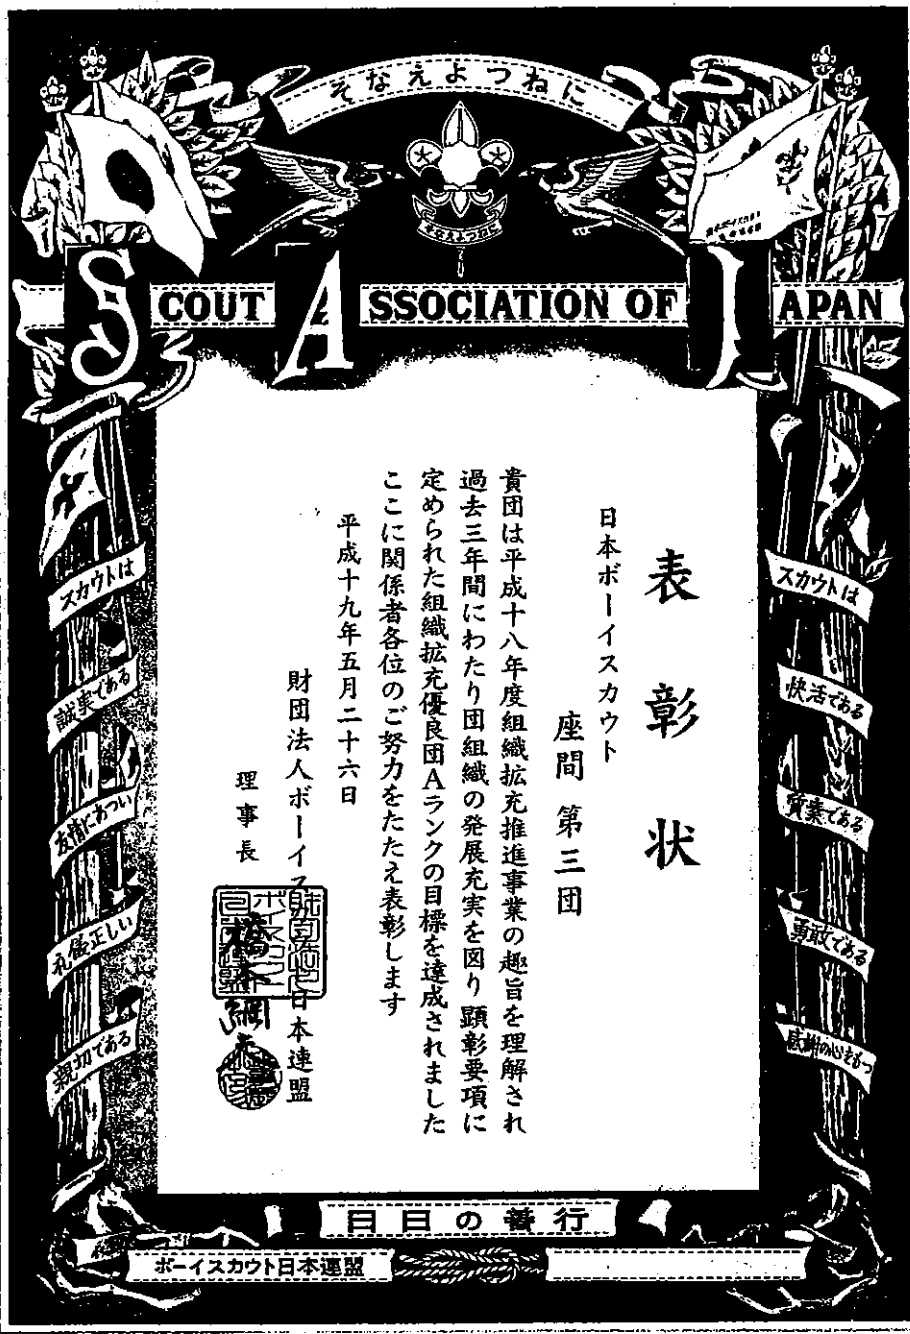 そなえよつねに
そなえよつねに
SCOUT ASSOCIATION OF JAPAN
表彰状
日本ボーイスカウト
座間 第三団
貴団は平成十八年度組織拡充推進事業の趣旨を理解され
過去三年間にわたり団組織の発展充実を図り 顕彰要項に
定められた組織拡充優良団Aランクの目標を達成されました
ここに関係者各位のご努力をたたえ表彰します
平成十九年五月二十六日
財団法人ボーイスカウト日本連盟
理事長
スカウトは
誠実である
友情にあつい
礼儀正しい
親切である
スカウトは
快活である
質素である
勇敢である
感謝の心をもつ
日日の善行
ボーイスカウト日本連盟